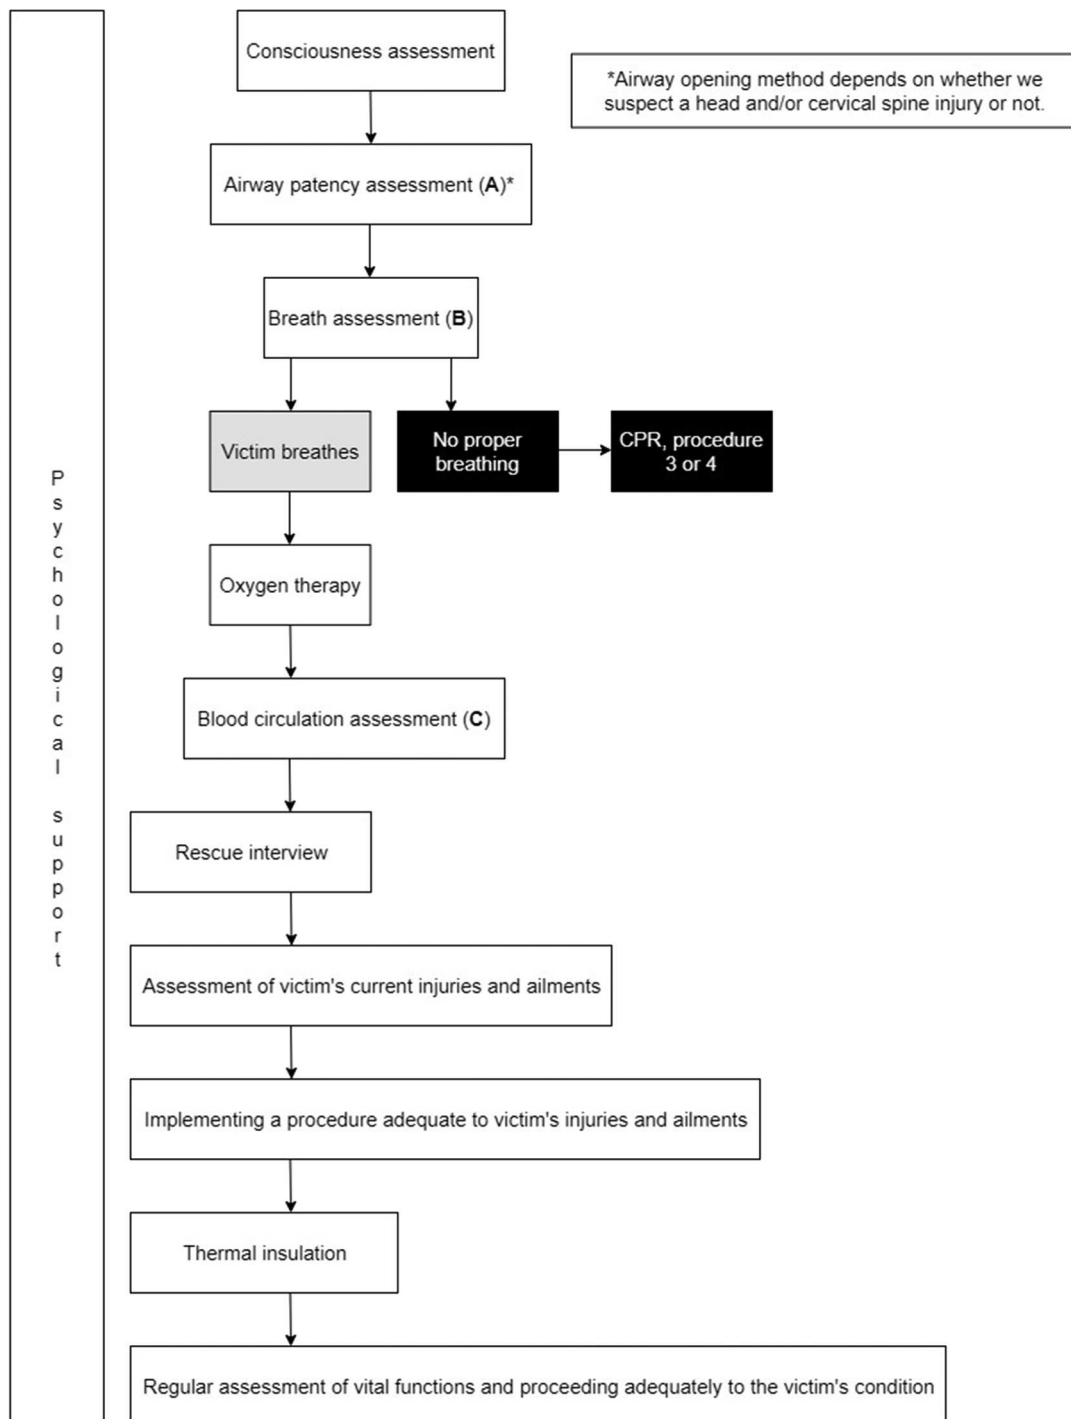 Consciousness assessment
*Airway opening method depends on whether we
suspect a head and/or cervical spine injury or not.
Airway patency assessment (A)*
Breath assessment (B)
Victim breathes
No proper
breathing
CPR, procedure
3 or 4
Oxygen therapy
Blood circulation assessment (C)
Rescue interview
Assessment of victim's current injuries and ailments
Implementing a procedure adequate to victim's injuries and ailments
Thermal insulation
Regular assessment of vital functions and proceeding adequately to the victim's condition
Psychological support